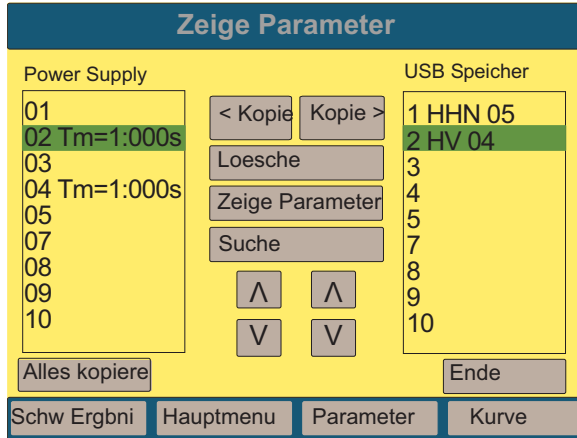 Zeige Parameter
Power Supply
01
02 Tm=1:000s
03
04 Tm=1:000s
05
07
08
09
10
Alles kopiere
< Kopie
Kopie >
Loesche
Zeige Parameter
Suche
Λ Λ
V V
USB Speicher
1 HHN 05
2 HV 04
3
4
5
7
8
9
10
Ende
Schw Ergbni
Hauptmenu
Parameter
Kurve